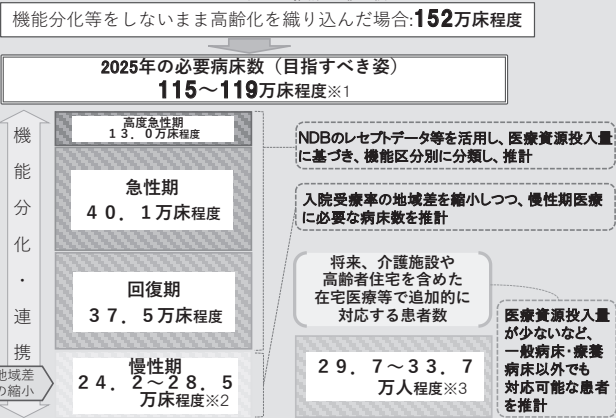 機能分化等をしないまま高齢化を織り込んだ場合:152万床程度
2025年の必要病床数（目指すべき姿）
115～119万床程度※1
機能分化・連携
地域差
の縮小
高度急性期
１３．０万床程度
急性期
４０．１万床程度
回復期
３７．５万床程度
慢性期
２４．２～２８．５
万床程度※2
NDBのレセプトデータ等を活用し、医療資源投入量
に基づき、機能区分別に分類し、推計
入院受療率の地域差を縮小しつつ、慢性期医療
に必要な病床数を推計
将来、介護施設や
高齢者住宅を含めた
在宅医療等で追加的に
対応する患者数
２９．７～３３．７
万人程度※3
医療資源投入量
が少ないなど、
一般病床・療養
病床以外でも
対応可能な患者
を推計